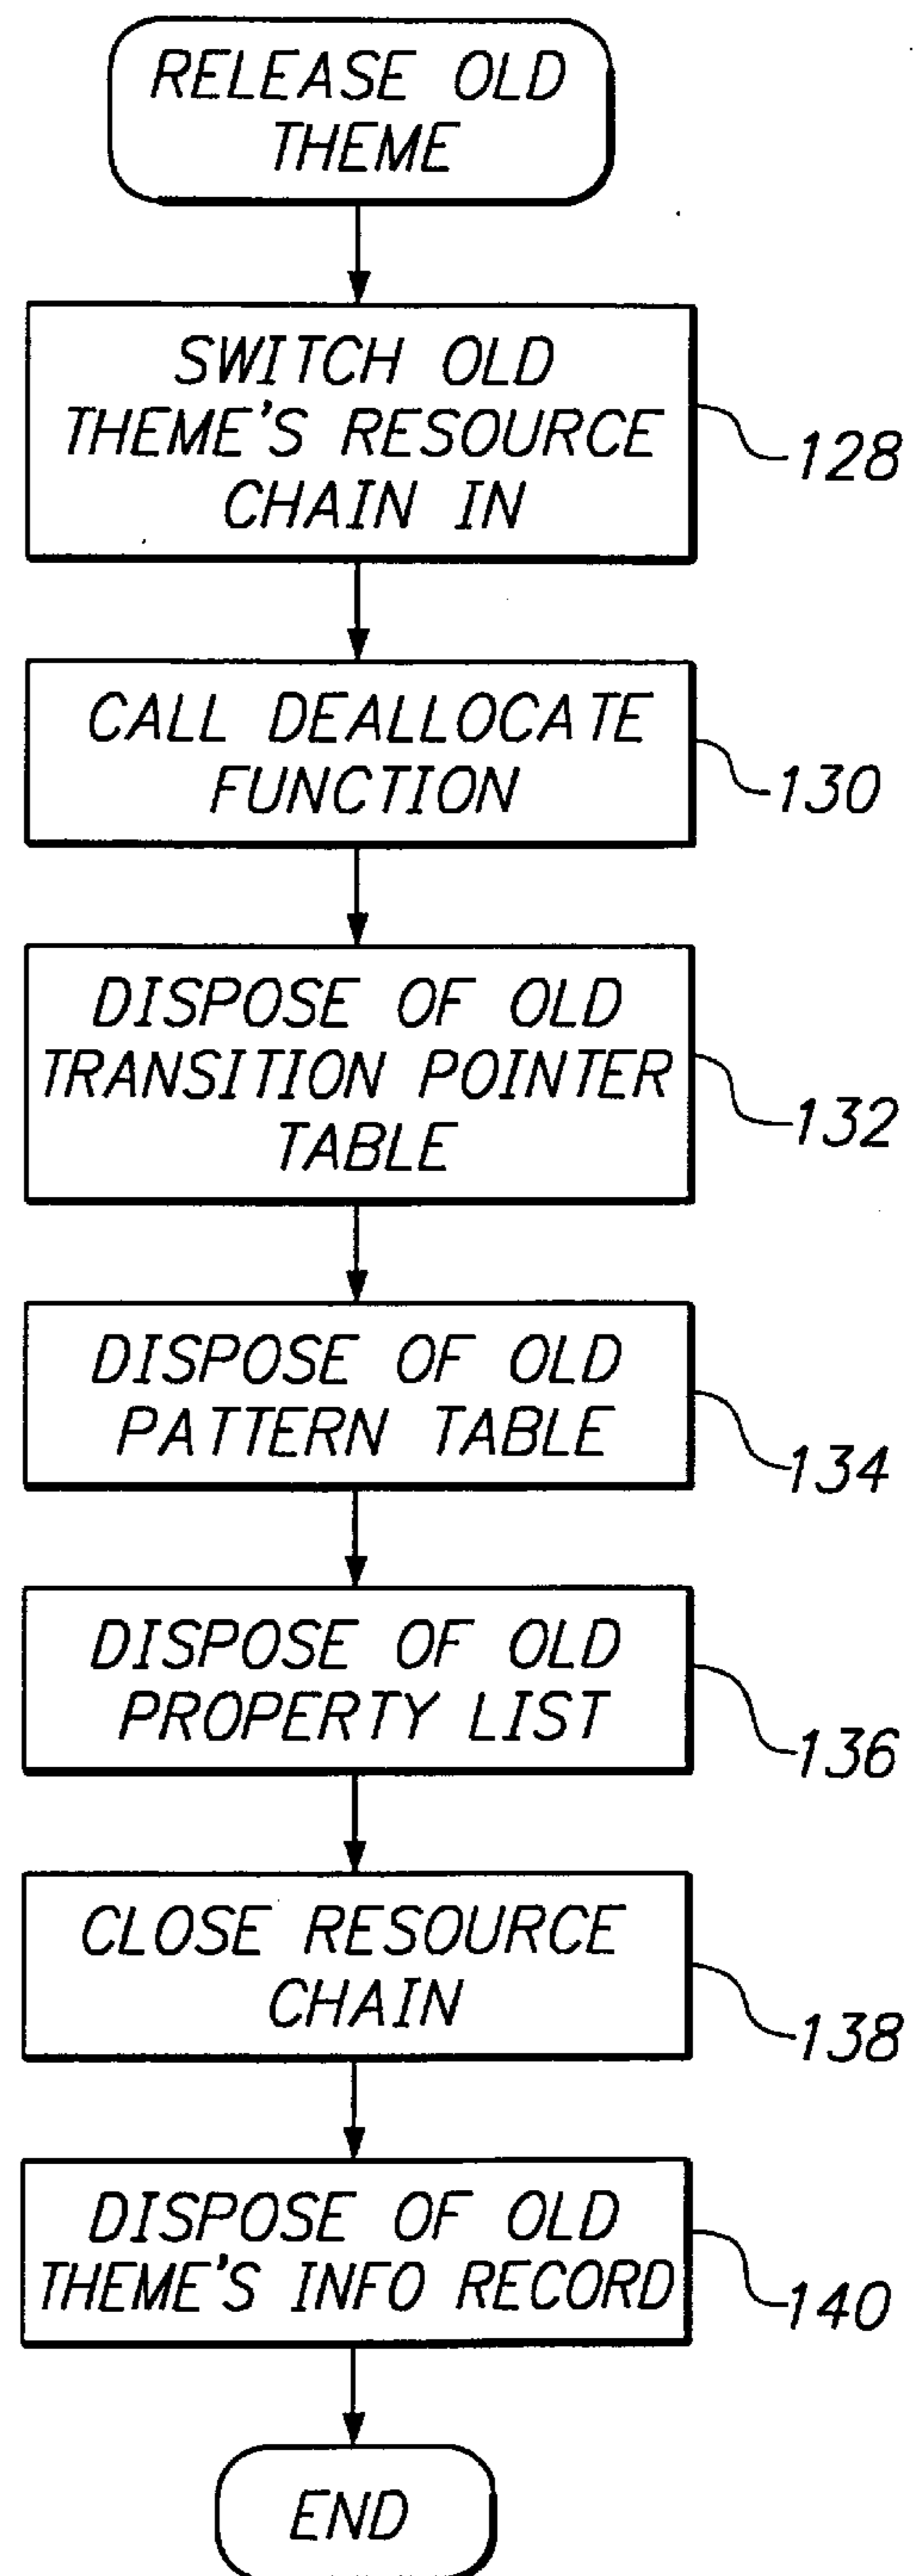 RELEASE OLD
THEME
SWITCH OLD
THEME'S RESOURCE
CHAIN IN
128
CALL DEALLOCATE
FUNCTION
130
DISPOSE OF OLD
TRANSITION POINTER
TABLE
132
DISPOSE OF OLD
PATTERN TABLE
134
DISPOSE OF OLD
PROPERTY LIST
136
CLOSE RESOURCE
CHAIN
138
DISPOSE OF OLD
THEME'S INFO RECORD
140
END